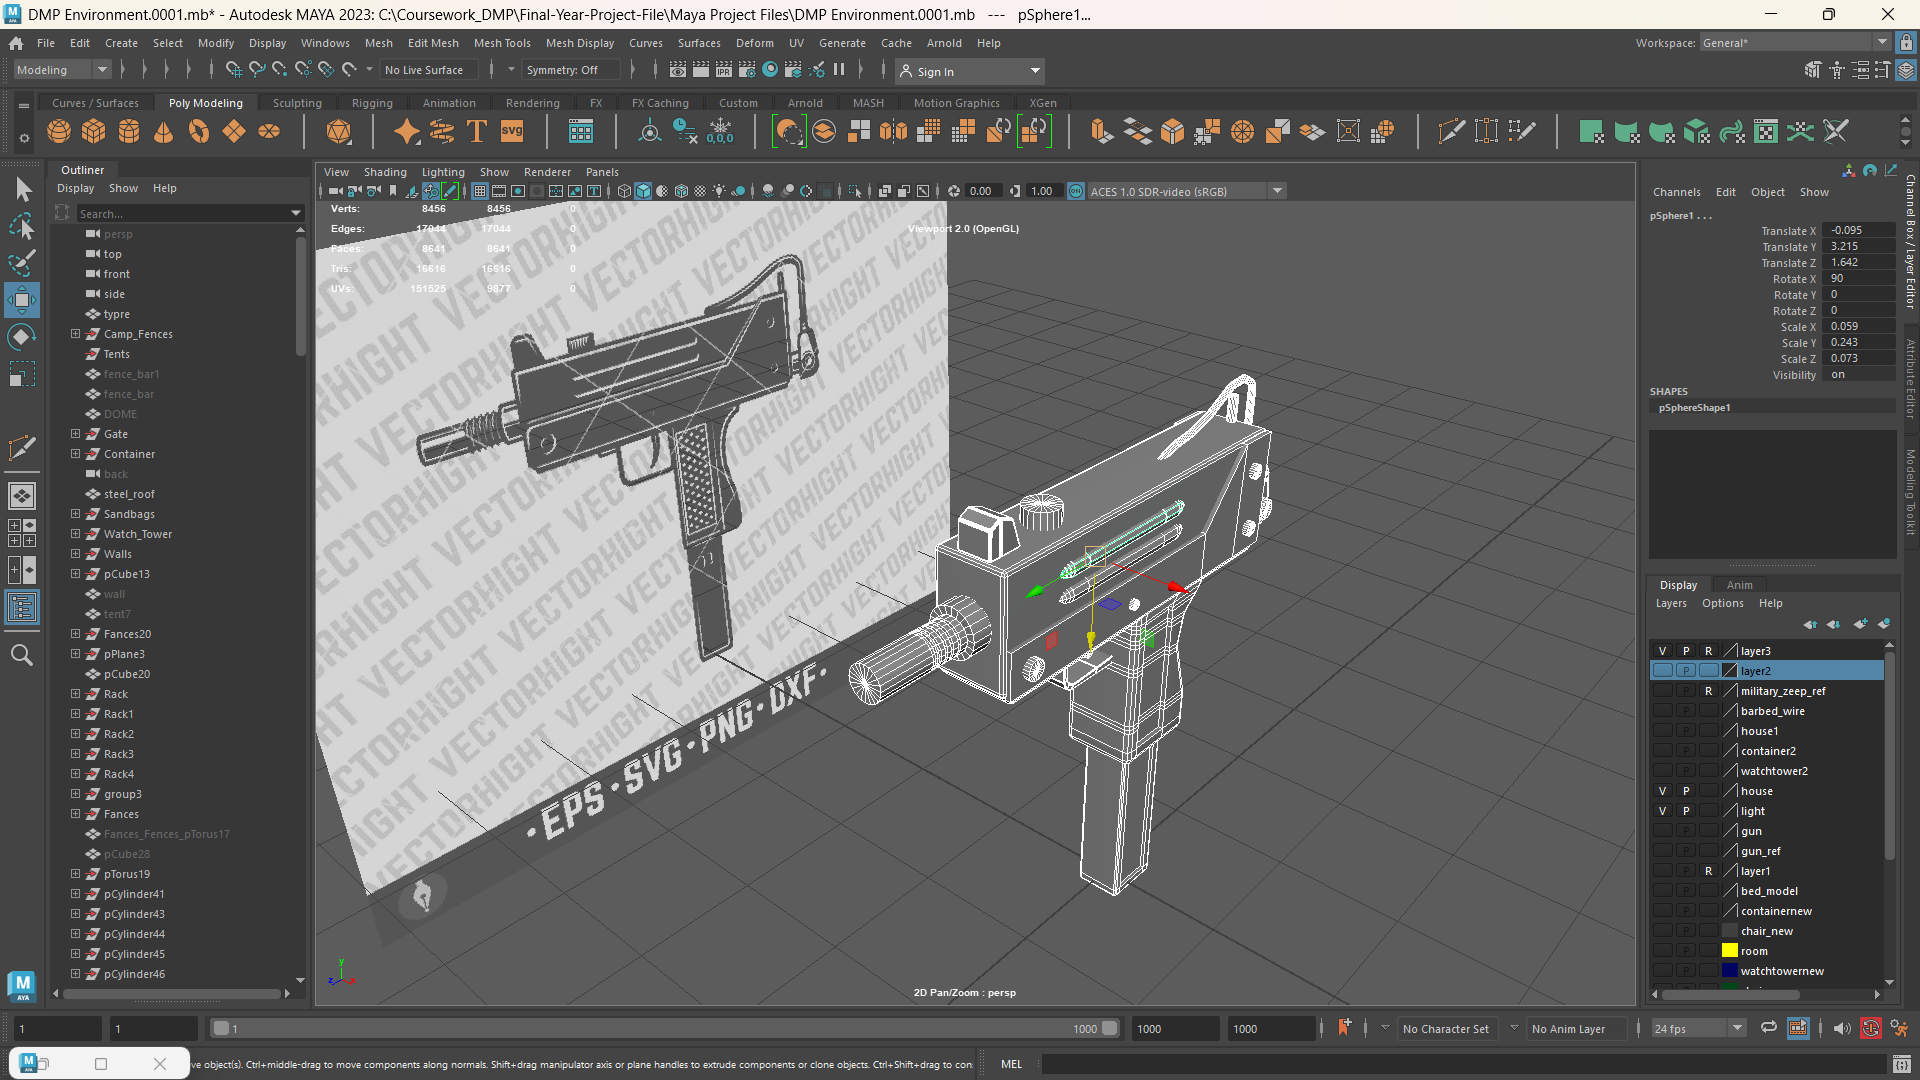 DMP Environment.0001.mb* - Autodesk MAYA 2023: C:\Coursework_DMP\Final-Year-Project-File\Maya Project Files\DMP Environment.0001.mb --- pSphere1...
File Edit Create Select Modify Display Windows Mesh Edit Mesh Mesh Tools Mesh Display Curves Surfaces Deform UV Generate Cache Arnold Help
Workspace: General*
Modeling No Live Surface Symmetry: Off Sign In
Curves / Surfaces Poly Modeling Sculpting Rigging Animation Rendering FX FX Caching Custom Arnold MASH Motion Graphics XGen
Outliner
Display Show Help
Search...
persp
top
front
side
typre
Camp_Fences
Tents
fence_bar1
fence_bar
DOME
Gate
Container
back
steel_roof
Sandbags
Watch_Tower
Walls
pCube13
wall
tent7
Fances20
pPlane3
pCube20
Rack
Rack1
Rack2
Rack3
Rack4
group3
Fances
Fances_Fences_pTorus17
pCube28
pTorus19
pCylinder41
pCylinder43
pCylinder44
pCylinder45
pCylinder46
View Shading Lighting Show Renderer Panels
0.00 1.00 ACES 1.0 SDR-video (sRGB)
Verts: 8456 8456 0
Edges: 17044 17044 0
Faces: 8641 8641 0
Tris: 16616 16616 0
UVs: 151525 9877 0
Viewport 2.0 (OpenGL)
VECTORHIGHT
· EPS · SVG · PNG · DXF ·
2D Pan/Zoom : persp
Channels Edit Object Show
pSphere1 . . .
Translate X -0.095
Translate Y 3.215
Translate Z 1.642
Rotate X 90
Rotate Y 0
Rotate Z 0
Scale X 0.059
Scale Y 0.243
Scale Z 0.073
Visibility on
SHAPES
pSphereShape1
Channel Box / Layer Editor
Attribute Editor
Modeling Toolkit
Display Anim
Layers Options Help
V P R layer3
P layer2
P R military_zeep_ref
P barbed_wire
P house1
P container2
P watchtower2
V P house
V P light
P gun
P gun_ref
P R layer1
P bed_model
P containernew
P chair_new
P room
P watchtowernew
1 1 1 1000 1000 1000 No Character Set No Anim Layer 24 fps
ve object(s). Ctrl+middle-drag to move components along normals. Shift+drag manipulator axis or plane handles to extrude components or clone objects. Ctrl+Shift+drag to con
MEL